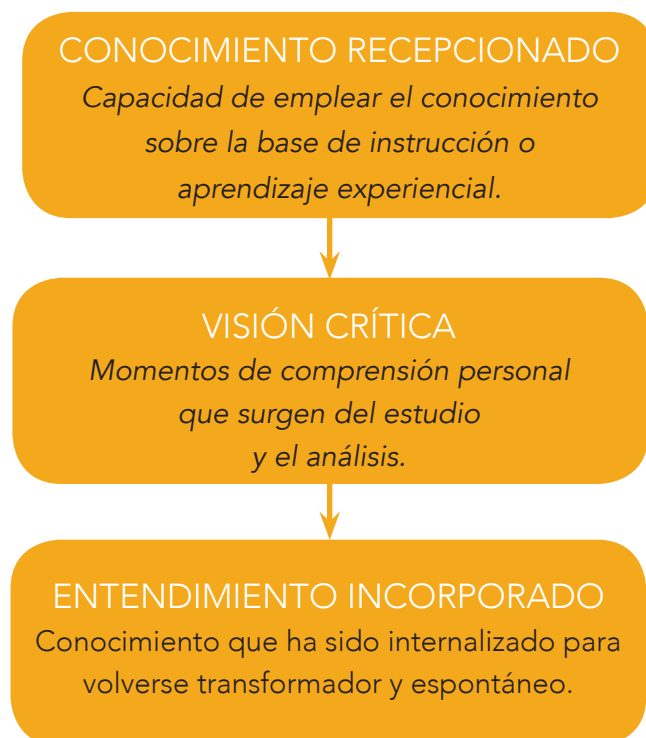 CONOCIMIENTO RECEPCIONADO
Capacidad de emplear el conocimiento
sobre la base de instrucción o
aprendizaje experiencial.
VISIÓN CRÍTICA
Momentos de comprensión personal
que surgen del estudio
y el análisis.
ENTENDIMIENTO INCORPORADO
Conocimiento que ha sido internalizado para
volverse transformador y espontáneo.